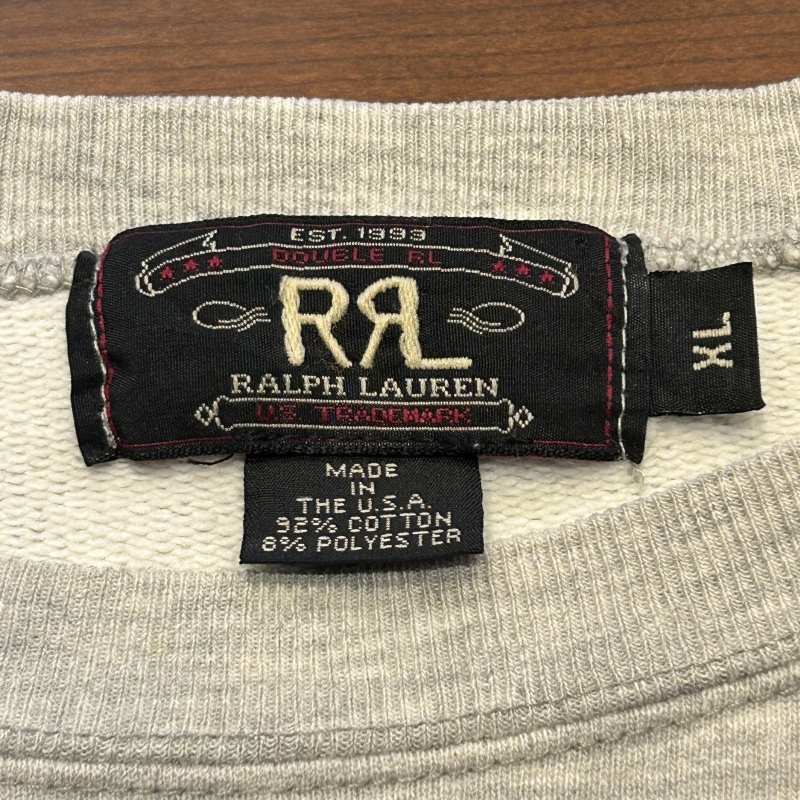 EST. 1993
DOUBLE RL
RRL
RALPH LAUREN
U.S. TRADEMARK
XL
MADE
IN
THE U.S.A.
92% COTTON
8% POLYESTER